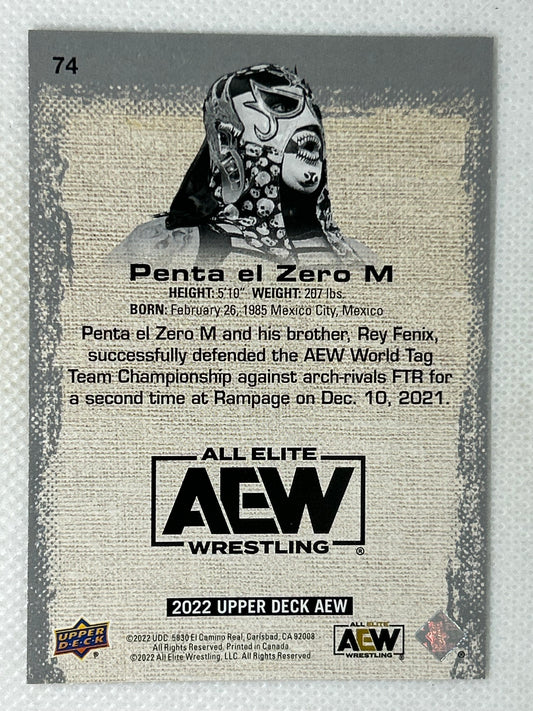 74
Penta el Zero M
HEIGHT: 5'10" WEIGHT: 207 lbs.
BORN: February 26, 1985 Mexico City, Mexico
Penta el Zero M and his brother, Rey Fenix,
successfully defended the AEW World Tag
Team Championship against arch-rivals FTR for
a second time at Rampage on Dec. 10, 2021.
ALL ELITE
AEW
WRESTLING®
2022 UPPER DECK AEW
UPPER
DECK
®
©2022 UDC. 5830 El Camino Real, Carlsbad, CA 92008
All Rights Reserved. Printed in Canada
©2022 All Elite Wrestling, LLC. All Rights Reserved
ALL ELITE
AEW
WRESTLING®
®